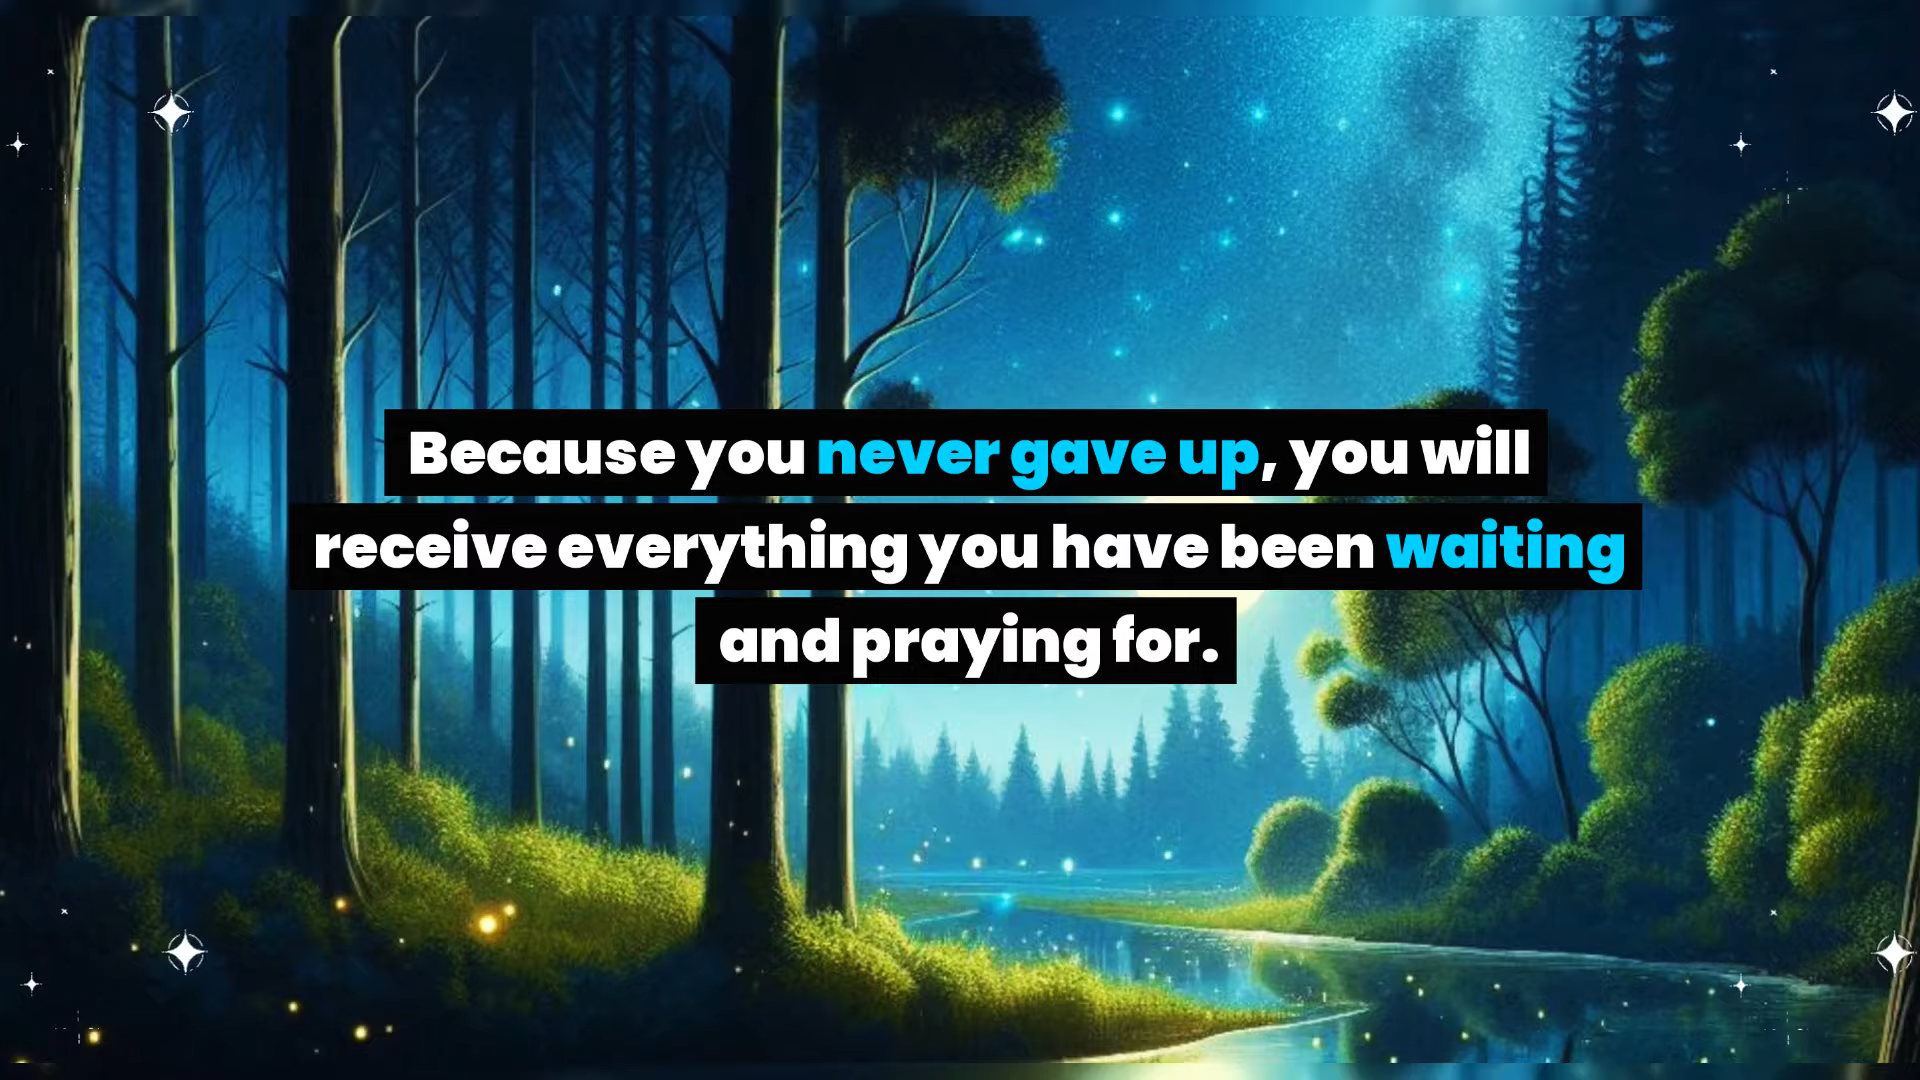 Because you never gave up, you will
receive everything you have been waiting
and praying for.